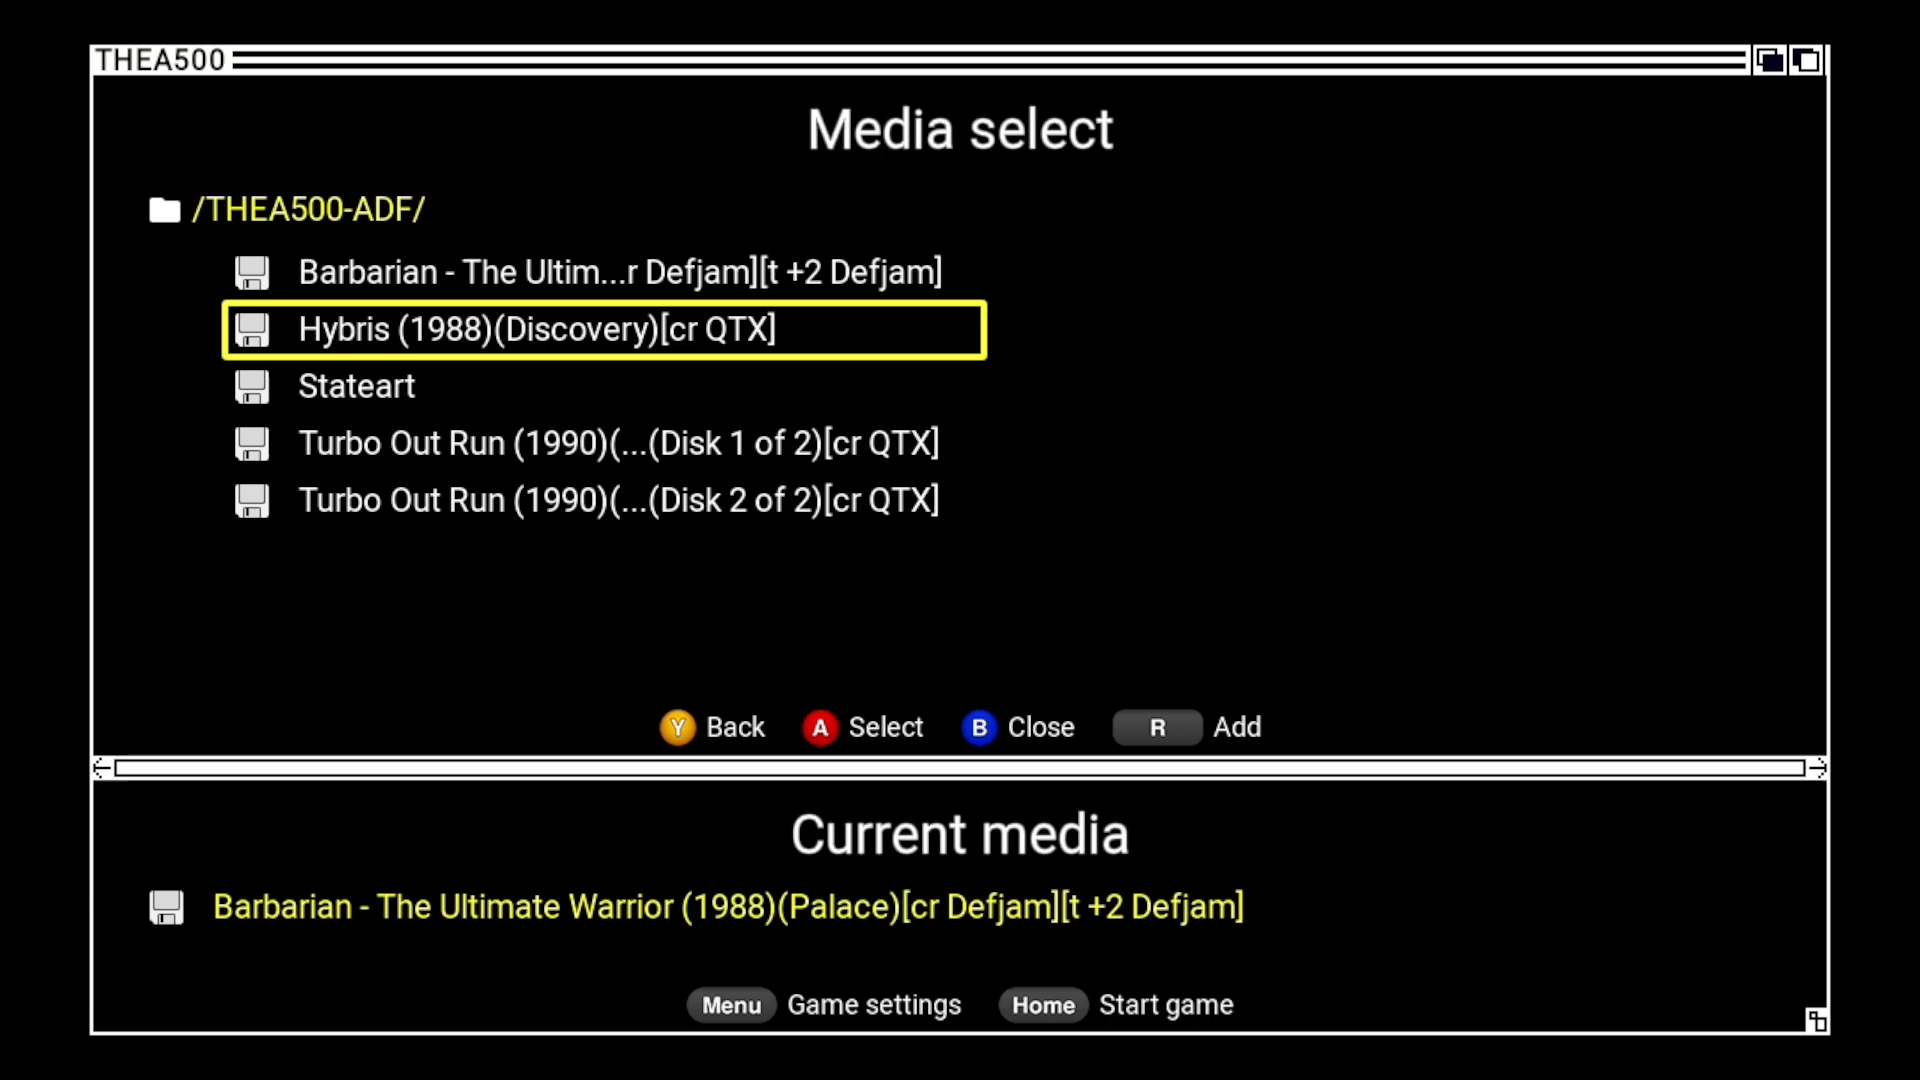 THEA500
Media select
/THEA500-ADF/
Barbarian - The Ultim...r Defjam][t +2 Defjam]
Hybris (1988)(Discovery)[cr QTX]
Stateart
Turbo Out Run (1990)(...(Disk 1 of 2)[cr QTX]
Turbo Out Run (1990)(...(Disk 2 of 2)[cr QTX]
Y Back A Select B Close R Add
Current media
Barbarian - The Ultimate Warrior (1988)(Palace)[cr Defjam][t +2 Defjam]
Menu Game settings Home Start game